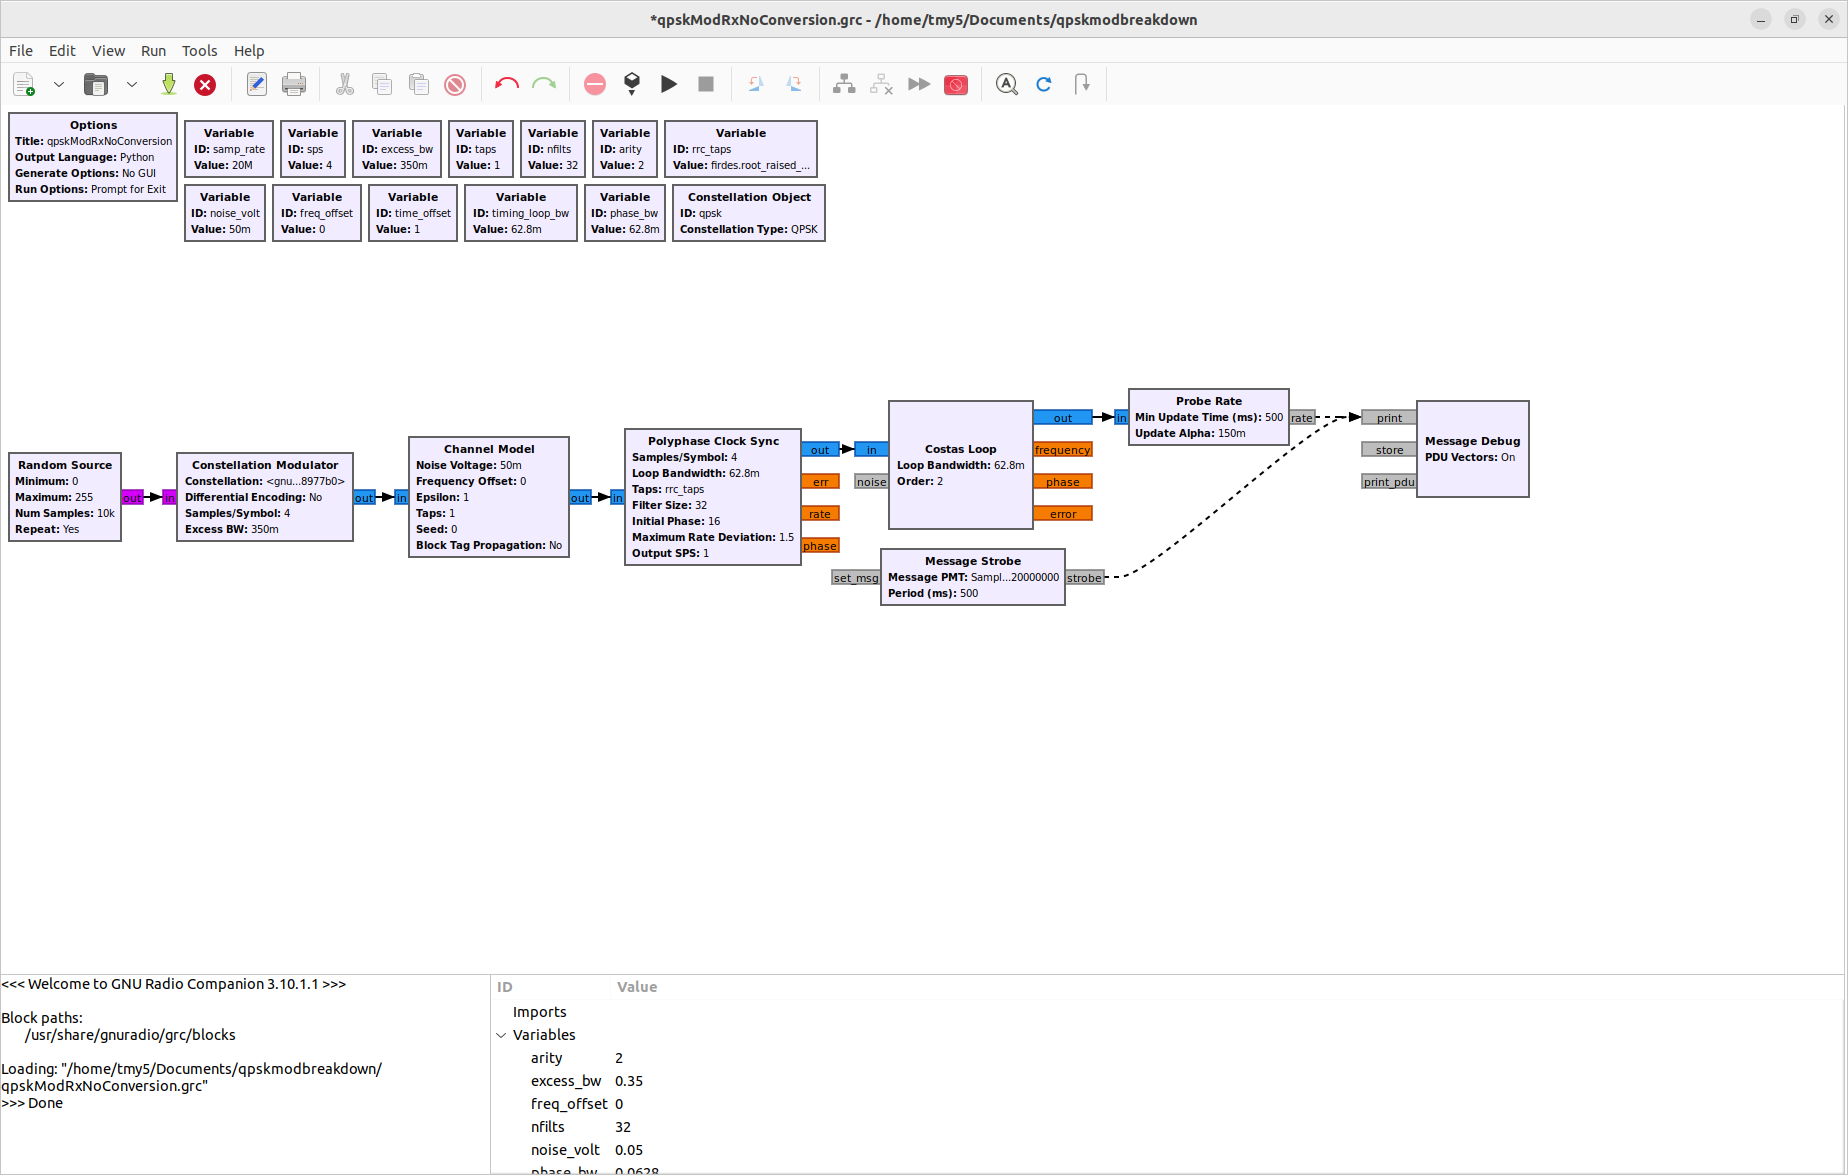 *qpskModRxNoConversion.grc - /home/tmy5/Documents/qpskmodbreakdown
File Edit View Run Tools Help
Options
Title: qpskModRxNoConversion
Output Language: Python
Generate Options: No GUI
Run Options: Prompt for Exit
Variable
ID: samp_rate
Value: 20M
Variable
ID: sps
Value: 4
Variable
ID: excess_bw
Value: 350m
Variable
ID: taps
Value: 1
Variable
ID: nfilts
Value: 32
Variable
ID: arity
Value: 2
Variable
ID: rrc_taps
Value: firdes.root_raised_...
Variable
ID: noise_volt
Value: 50m
Variable
ID: freq_offset
Value: 0
Variable
ID: time_offset
Value: 1
Variable
ID: timing_loop_bw
Value: 62.8m
Variable
ID: phase_bw
Value: 62.8m
Constellation Object
ID: qpsk
Constellation Type: QPSK
Random Source
Minimum: 0
Maximum: 255
Num Samples: 10k
Repeat: Yes
out
in
Constellation Modulator
Constellation: <gnu...8977b0>
Differential Encoding: No
Samples/Symbol: 4
Excess BW: 350m
out
in
Channel Model
Noise Voltage: 50m
Frequency Offset: 0
Epsilon: 1
Taps: 1
Seed: 0
Block Tag Propagation: No
out
in
Polyphase Clock Sync
Samples/Symbol: 4
Loop Bandwidth: 62.8m
Taps: rrc_taps
Filter Size: 32
Initial Phase: 16
Maximum Rate Deviation: 1.5
Output SPS: 1
out
err
rate
phase
in
noise
Costas Loop
Loop Bandwidth: 62.8m
Order: 2
out
frequency
phase
error
in
Probe Rate
Min Update Time (ms): 500
Update Alpha: 150m
rate
set_msg
Message Strobe
Message PMT: Sampl...20000000
Period (ms): 500
strobe
print
store
print_pdu
Message Debug
PDU Vectors: On
<<< Welcome to GNU Radio Companion 3.10.1.1 >>>
Block paths:
/usr/share/gnuradio/grc/blocks
Loading: "/home/tmy5/Documents/qpskmodbreakdown/
qpskModRxNoConversion.grc"
>>> Done
ID Value
Imports
Variables
arity 2
excess_bw 0.35
freq_offset 0
nfilts 32
noise_volt 0.05
phase_bw 0.0628